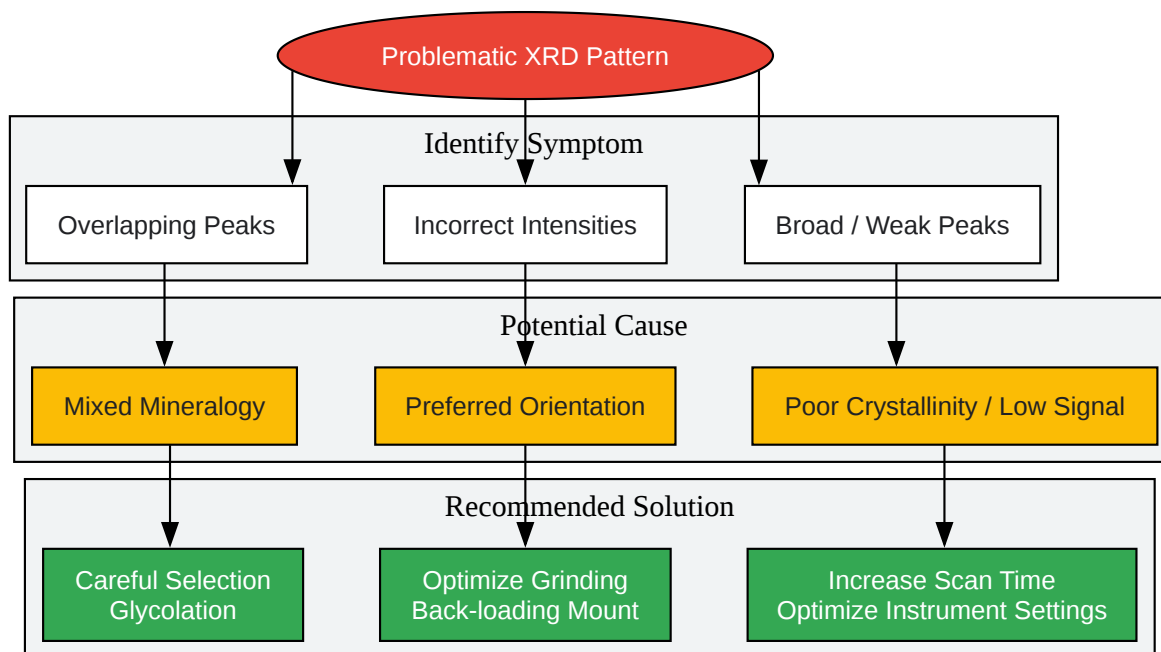 Problematic XRD Pattern
Identify Symptom
Overlapping Peaks
Incorrect Intensities
Broad / Weak Peaks
Potential Cause
Mixed Mineralogy
Preferred Orientation
Poor Crystallinity / Low Signal
Recommended Solution
Careful Selection
Glycolation
Optimize Grinding
Back-loading Mount
Increase Scan Time
Optimize Instrument Settings